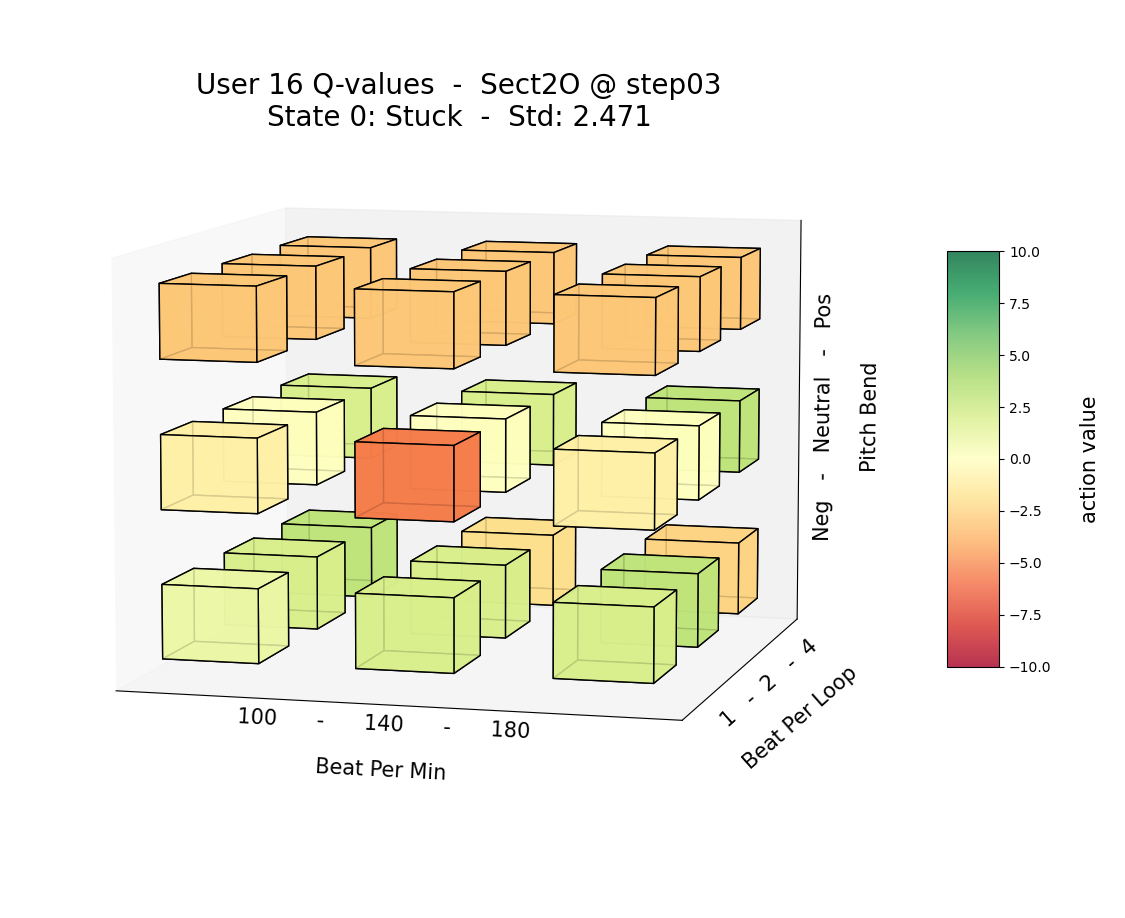 User 16 Q-values - Sect2O @ step03
State 0: Stuck - Std: 2.471
Neg - Neutral - Pos
Pitch Bend
1 - 2 - 4
Beat Per Loop
100 - 140 - 180
Beat Per Min
10.0
7.5
5.0
2.5
0.0
−2.5
−5.0
−7.5
−10.0
action value